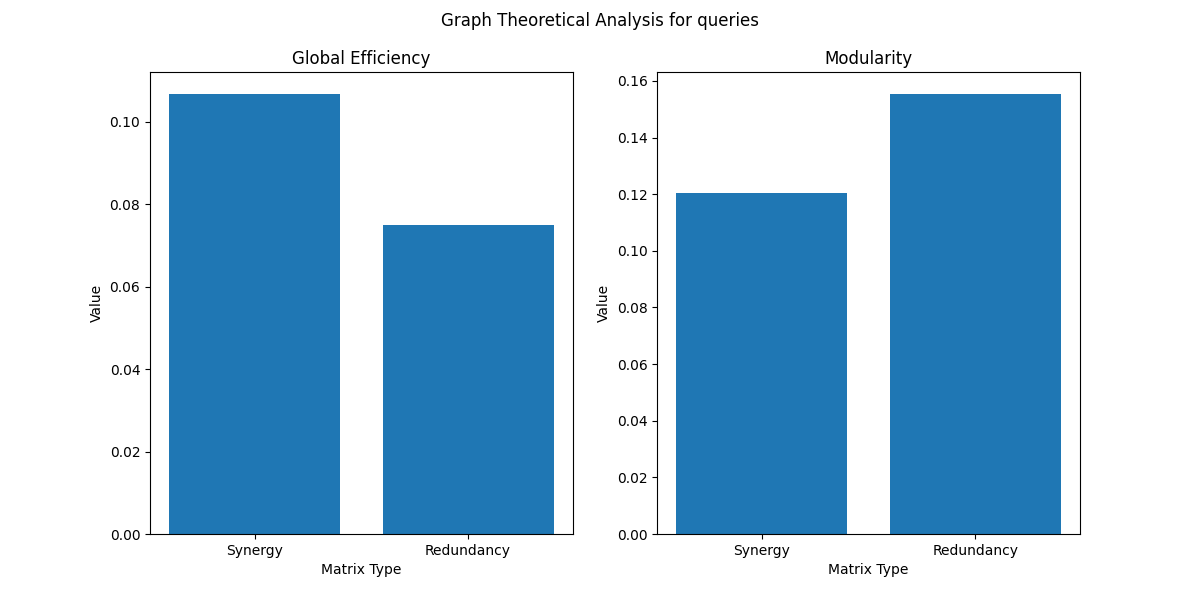 Graph Theoretical Analysis for queries
Global Efficiency
0.10
0.08
0.06
0.04
0.02
0.00
Value
Synergy
Redundancy
Matrix Type
Modularity
0.16
0.14
0.12
0.10
0.08
0.06
0.04
0.02
0.00
Value
Synergy
Redundancy
Matrix Type